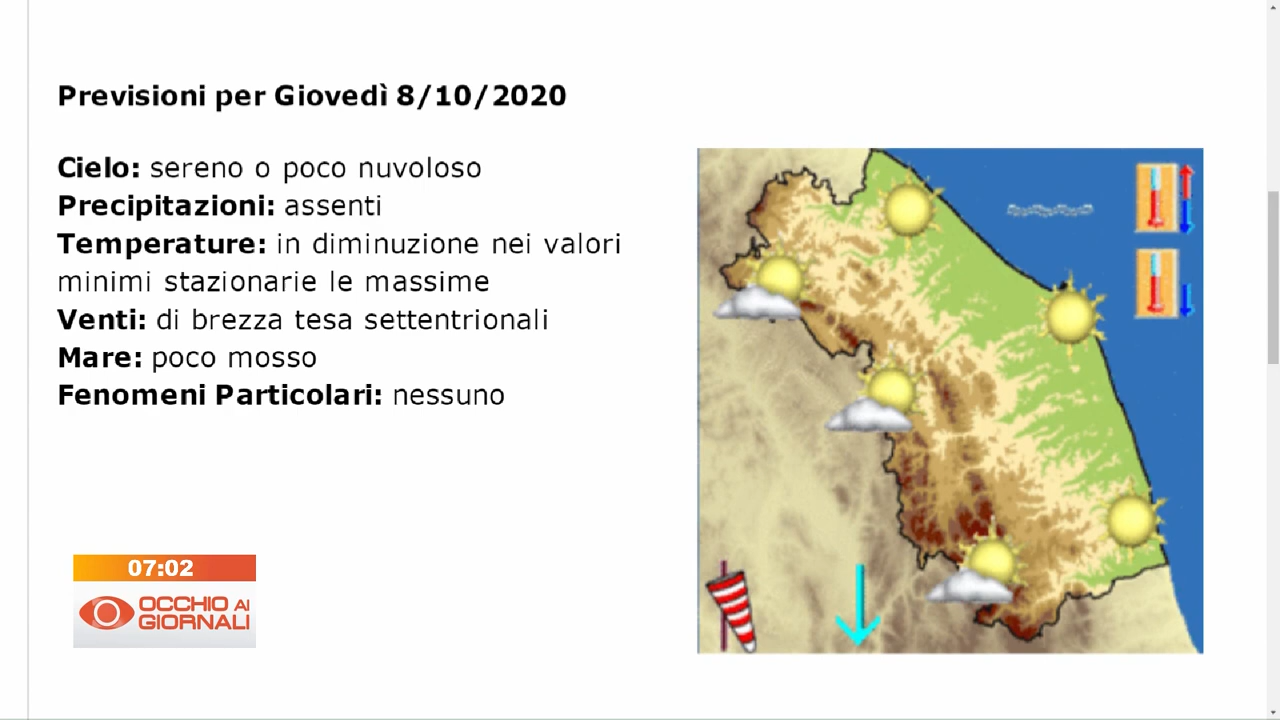 Previsioni per Giovedì 8/10/2020
Cielo: sereno o poco nuvoloso
Precipitazioni: assenti
Temperature: in diminuzione nei valori
minimi stazionarie le massime
Venti: di brezza tesa settentrionali
Mare: poco mosso
Fenomeni Particolari: nessuno
07:02
OCCHIO AI
GIORNALI